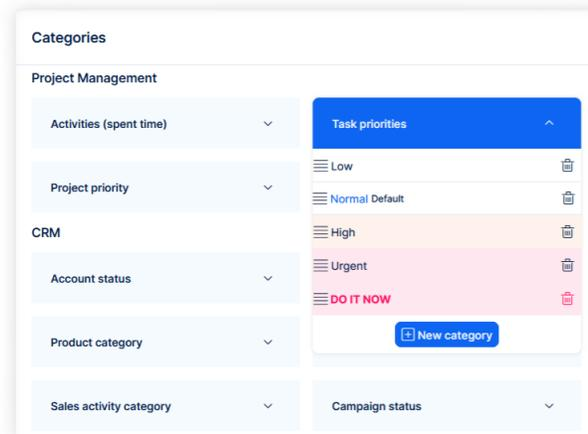 Categories
Project Management
Activities (spent time)
Project priority
Task priorities
Low
Normal Default
High
Urgent
DO IT NOW
New category
CRM
Account status
Product category
Sales activity category
Campaign status